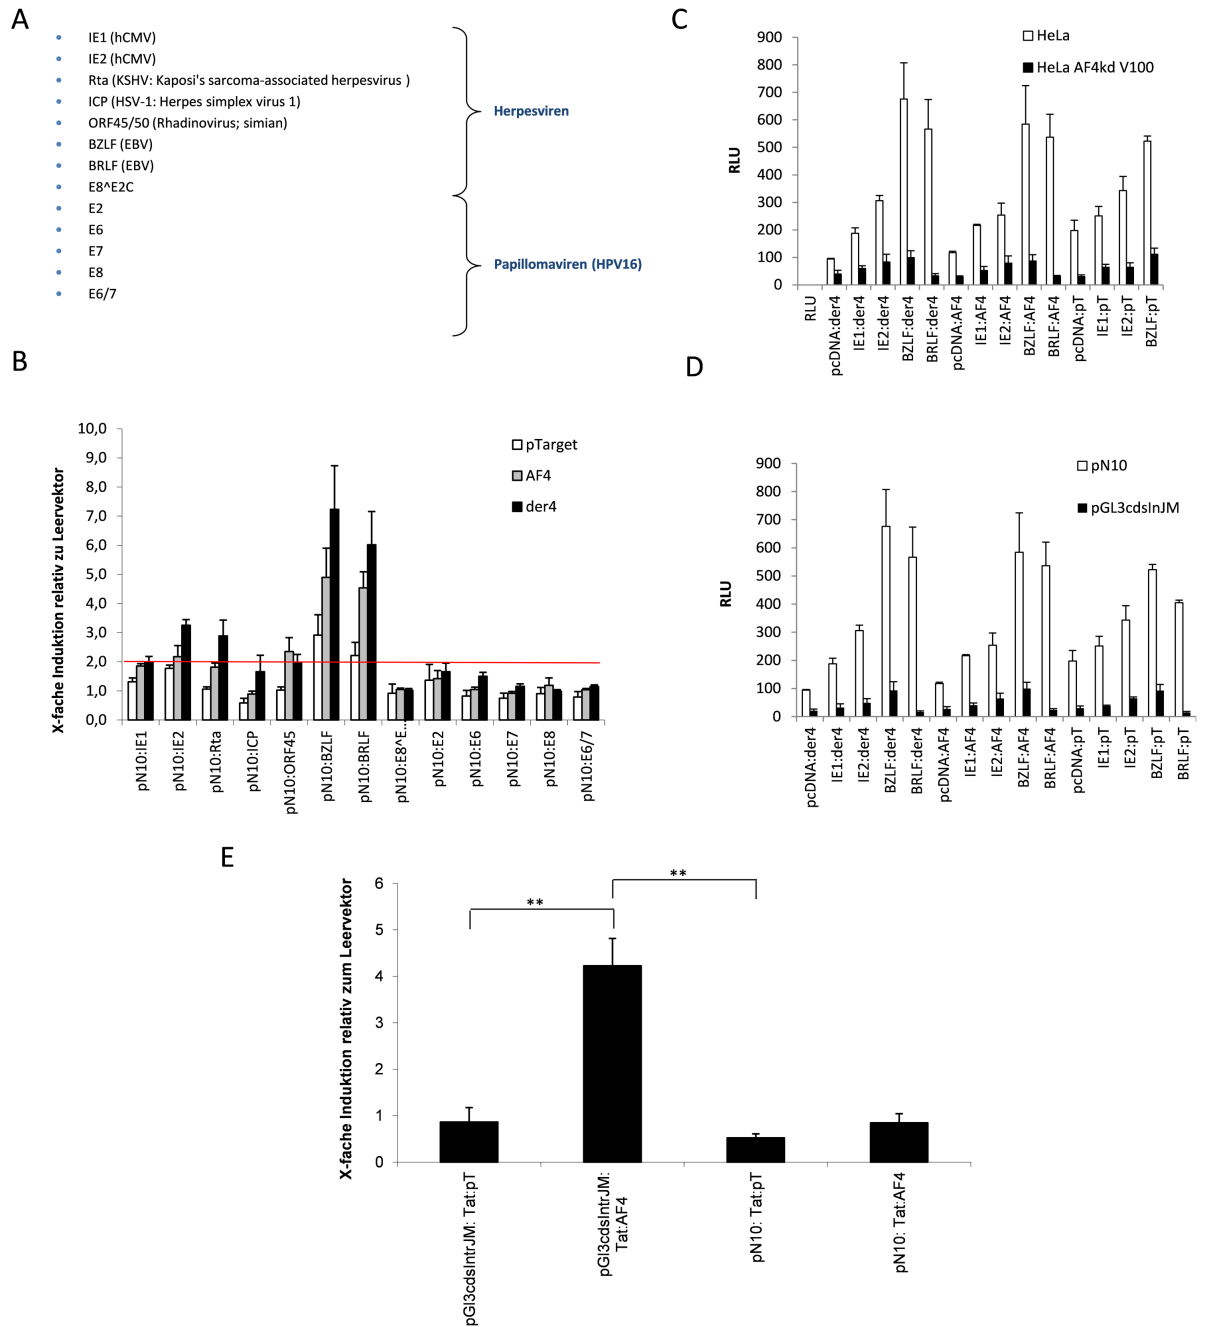 A
IE1 (hCMV)
IE2 (hCMV)
Rta (KSHV: Kaposi's sarcoma-associated herpesvirus )
ICP (HSV-1: Herpes simplex virus 1)
ORF45/50 (Rhadinovirus; simian)
BZLF (EBV)
BRLF (EBV)
E8^E2C
E2
E6
E7
E8
E6/7
Herpesviren
Papillomaviren (HPV16)
B
X-fache Induktion relativ zu Leervektor
10,0
9,0
8,0
7,0
6,0
5,0
4,0
3,0
2,0
1,0
0,0
pTarget
AF4
der4
pN10:IE1
pN10:IE2
pN10:Rta
pN10:ICP
pN10:ORF45
pN10:BZLF
pN10:BRLF
pN10:E8^E...
pN10:E2
pN10:E6
pN10:E7
pN10:E8
pN10:E6/7
C
RLU
900
800
700
600
500
400
300
200
100
0
HeLa
HeLa AF4kd V100
RLU
pcDNA:der4
IE1:der4
IE2:der4
BZLF:der4
BRLF:der4
pcDNA:AF4
IE1:AF4
IE2:AF4
BZLF:AF4
BRLF:AF4
pcDNA:pT
IE1:pT
IE2:pT
BZLF:pT
D
RLU
900
800
700
600
500
400
300
200
100
0
pN10
pGL3cdsInJM
pcDNA:der4
IE1:der4
IE2:der4
BZLF:der4
BRLF:der4
pcDNA:AF4
IE1:AF4
IE2:AF4
BZLF:AF4
BRLF:AF4
pcDNA:pT
IE1:pT
IE2:pT
BZLF:pT
BRLF:pT
E
X-fache Induktion relativ zum Leervektor
6
5
4
3
2
1
0
**
**
pGl3cdsIntrJM: Tat:pT
pGl3cdsIntrJM:
Tat:AF4
pN10: Tat:pT
pN10: Tat:AF4